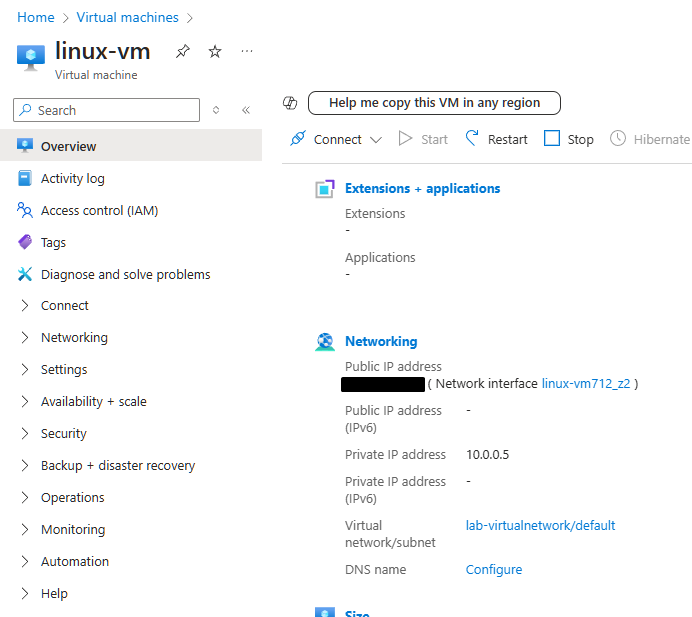 Home > Virtual machines >
linux-vm
Virtual machine
Search
Overview
Activity log
Access control (IAM)
Tags
Diagnose and solve problems
Connect
Networking
Settings
Availability + scale
Security
Backup + disaster recovery
Operations
Monitoring
Automation
Help
Help me copy this VM in any region
Connect Start Restart Stop Hibernate
Extensions + applications
Extensions
-
Applications
-
Networking
Public IP address
( Network interface linux-vm712_z2 )
Public IP address -
(IPv6)
Private IP address 10.0.0.5
Private IP address -
(IPv6)
Virtual lab-virtualnetwork/default
network/subnet
DNS name Configure
Size